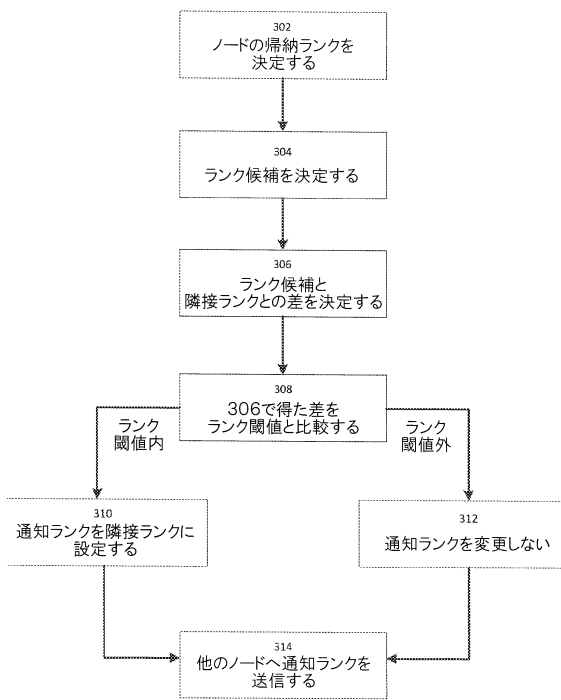 302
ノードの帰納ランクを
決定する
304
ランク候補を決定する
306
ランク候補と
隣接ランクとの差を決定する
308
306で得た差を
ランク閾値と比較する
ランク
閾値内
ランク
閾値外
310
通知ランクを隣接ランクに
設定する
312
通知ランクを変更しない
314
他のノードへ通知ランクを
送信する